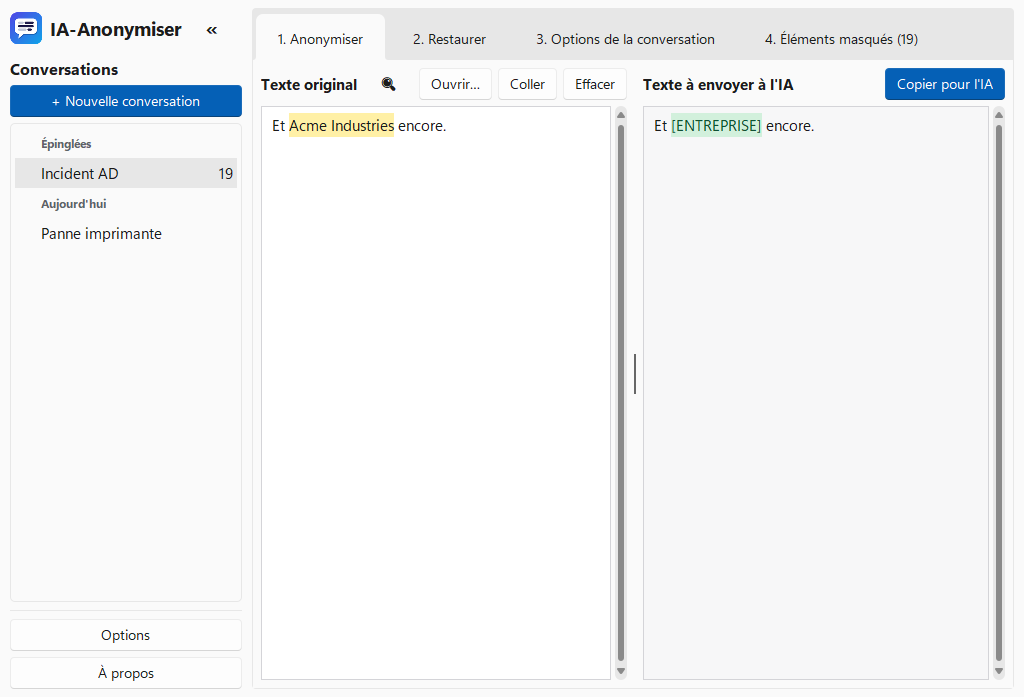 IA-Anonymiser «
Conversations
+ Nouvelle conversation
Épinglées
Incident AD 19
Aujourd'hui
Panne imprimante
Options
À propos
1. Anonymiser 2. Restaurer 3. Options de la conversation 4. Éléments masqués (19)
Texte original Ouvrir... Coller Effacer
Et Acme Industries encore.
Texte à envoyer à l'IA Copier pour l'IA
Et [ENTREPRISE] encore.